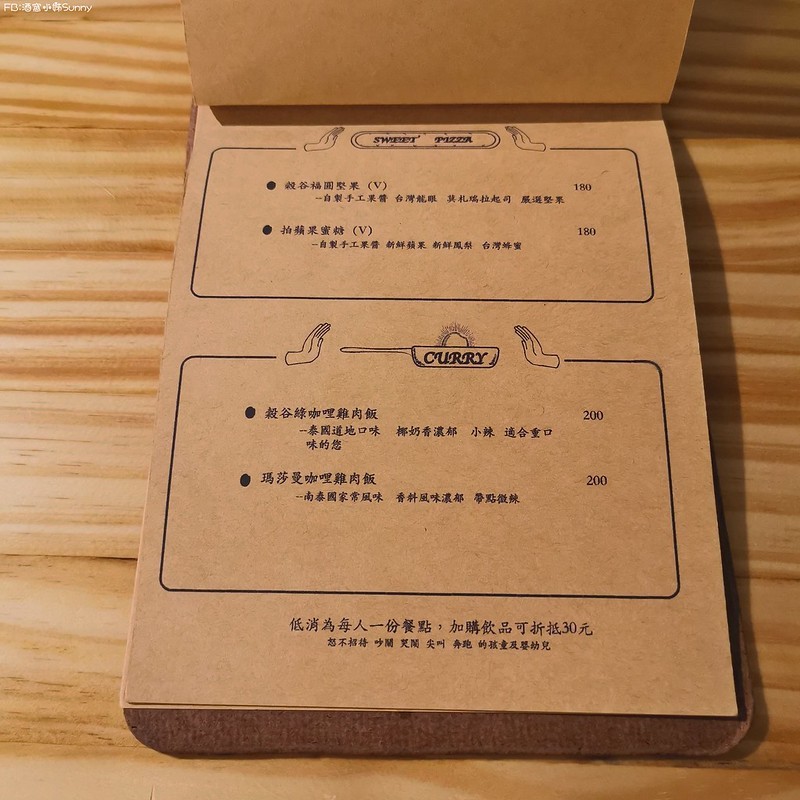 FB:酒窩小姊Sunny
SWEET PIZZA
● 穀谷福圓堅果 (V) 180
--自製手工果醬 台灣龍眼 莫札瑞拉起司 嚴選堅果
● 拍蘋果蜜糖 (V) 180
--自製手工果醬 新鮮蘋果 新鮮鳳梨 台灣蜂蜜
CURRY
● 穀谷綠咖哩雞肉飯 200
--泰國道地口味 椰奶香濃郁 小辣 適合重口
味的您
● 瑪莎曼咖哩雞肉飯 200
--南泰國家常風味 香料風味濃郁 帶點微辣
低消為每人一份餐點，加購飲品可折抵30元
恕不招待 吵鬧 哭鬧 尖叫 奔跑 的孩童及嬰幼兒